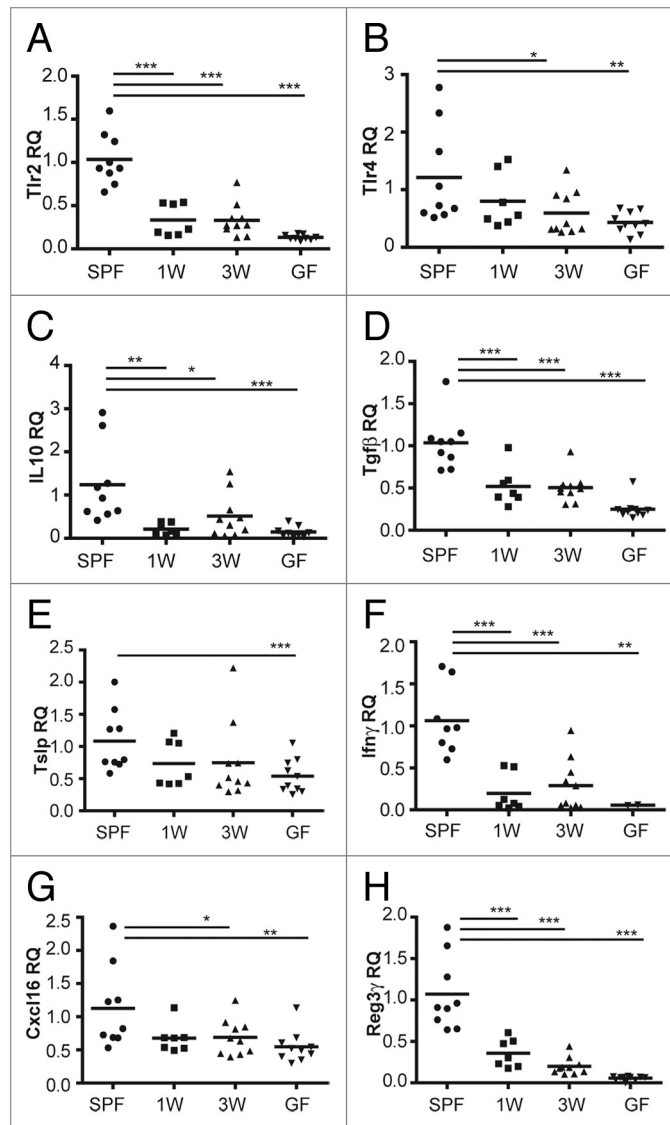 A
***
***
***
Tlr2 RQ
2.0
1.5
1.0
0.5
0.0
SPF 1W 3W GF
B
*
**
Tlr4 RQ
3
2
1
0
SPF 1W 3W GF
C
**
*
***
IL10 RQ
4
3
2
1
0
SPF 1W 3W GF
D
***
***
***
Tgfβ RQ
2.0
1.5
1.0
0.5
0.0
SPF 1W 3W GF
E
***
Tslp RQ
2.5
2.0
1.5
1.0
0.5
0.0
SPF 1W 3W GF
F
***
***
**
Ifnγ RQ
2.0
1.5
1.0
0.5
0.0
SPF 1W 3W GF
G
*
**
Cxcl16 RQ
2.5
2.0
1.5
1.0
0.5
0.0
SPF 1W 3W GF
H
***
***
***
Reg3γ RQ
2.0
1.5
1.0
0.5
0.0
SPF 1W 3W GF